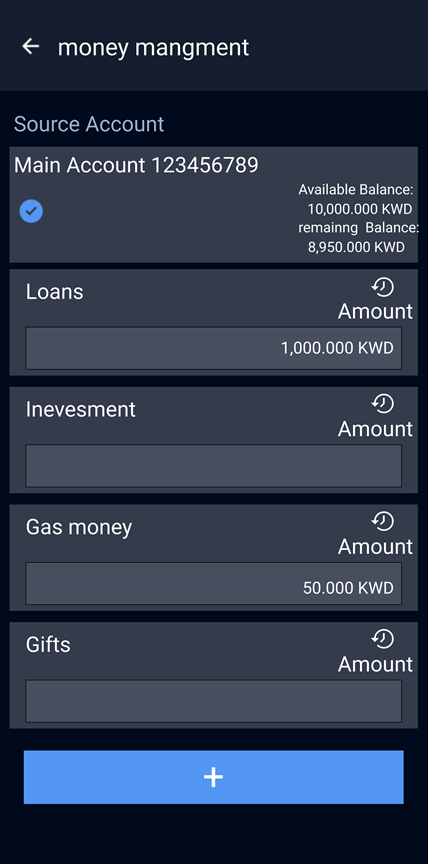 money mangment
Source Account
Main Account 123456789
Available Balance:
10,000.000 KWD
remainng Balance:
8,950.000 KWD
Loans
Amount
1,000.000 KWD
Inevesment
Amount
Gas money
Amount
50.000 KWD
Gifts
Amount
+